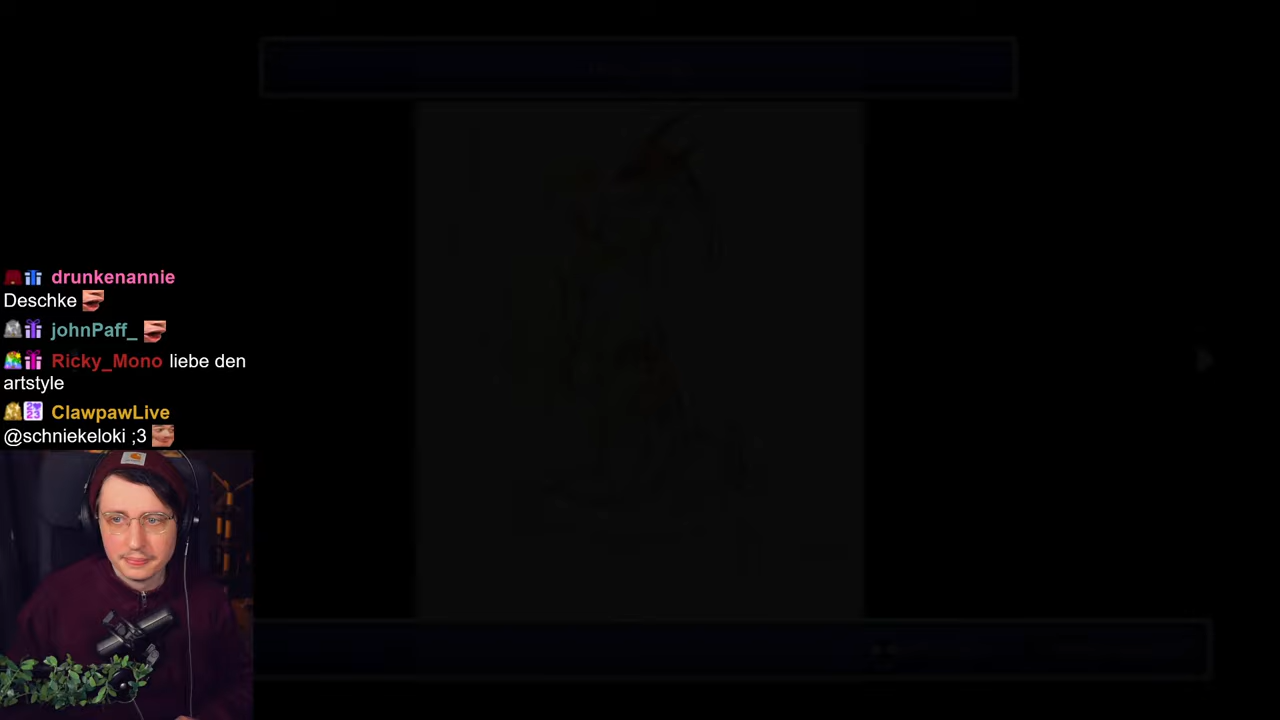 drunkenannie
Deschke
johnPaff_
Ricky_Mono liebe den
artstyle
ClawpawLive
@schniekeloki ;3